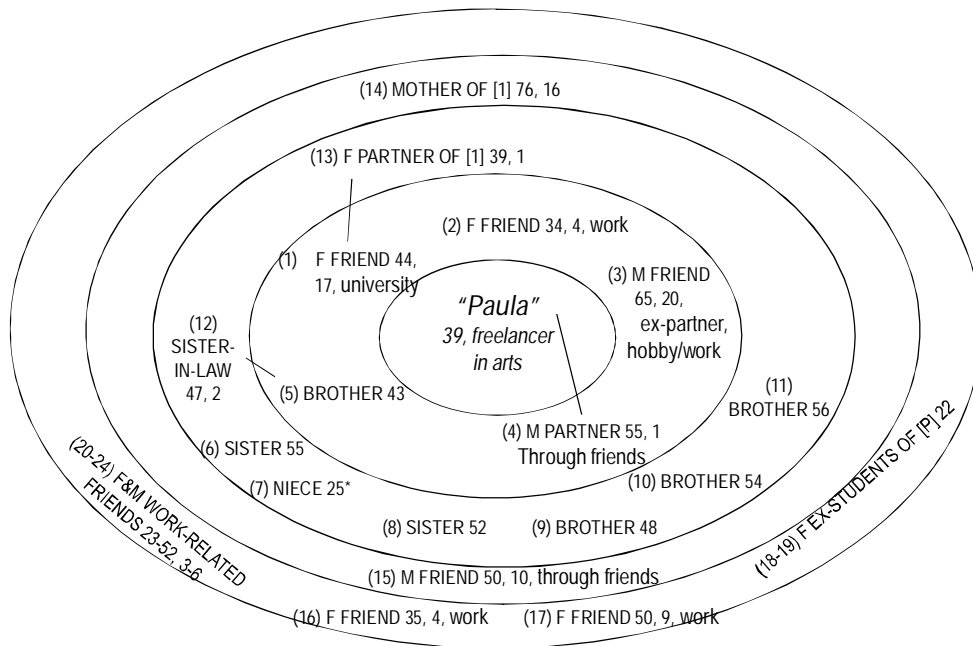 (14) MOTHER OF [1] 76, 16
(13) F PARTNER OF [1] 39, 1
(2) F FRIEND 34, 4, work
(1) F FRIEND 44,
17, university
(3) M FRIEND
65, 20,
ex-partner,
hobby/work
“Paula”
39, freelancer
in arts
(12)
SISTER-
IN-LAW
47, 2
(5) BROTHER 43
(11)
BROTHER 56
(4) M PARTNER 55, 1
Through friends
(6) SISTER 55
(10) BROTHER 54
(7) NIECE 25*
(8) SISTER 52
(9) BROTHER 48
(20-24) F&M WORK-RELATED
FRIENDS 23-52, 3-6
(18-19) F EX-STUDENTS OF [P] 22
(15) M FRIEND 50, 10, through friends
(16) F FRIEND 35, 4, work
(17) F FRIEND 50, 9, work